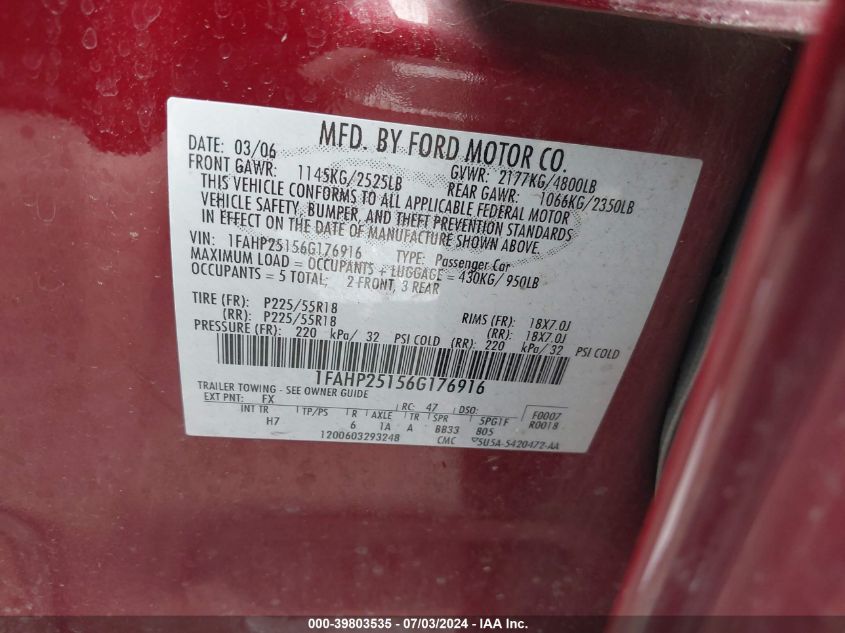 MFD. BY FORD MOTOR CO.
DATE: 03/06 GVWR: 2177KG/4800LB
FRONT GAWR: 1145KG/2525LB REAR GAWR: 1066KG/2350LB
THIS VEHICLE CONFORMS TO ALL APPLICABLE FEDERAL MOTOR
VEHICLE SAFETY, BUMPER, AND THEFT PREVENTION STANDARDS
IN EFFECT ON THE DATE OF MANUFACTURE SHOWN ABOVE.
VIN: 1FAHP25156G176916 TYPE: Passenger Car
MAXIMUM LOAD = OCCUPANTS + LUGGAGE = 430KG/ 950LB
OCCUPANTS = 5 TOTAL; 2 FRONT, 3 REAR
TIRE (FR): P225/55R18 RIMS (FR): 18X7.0J
(RR): P225/55R18 (RR): 18X7.0J
PRESSURE (FR): 220 kPa/ 32 PSI COLD (RR): 220 kPa/ 32 PSI COLD
1FAHP25156G176916
TRAILER TOWING - SEE OWNER GUIDE
EXT PNT: FX RC: 47 DSO: F0007
INT TR TP/PS R AXLE TR SPR 5PG1F R0018
H7 6 1A A BB33 805
1200603293248 CMC 5U5A-5420472-AA
000-39803535 - 07/03/2024 - IAA Inc.